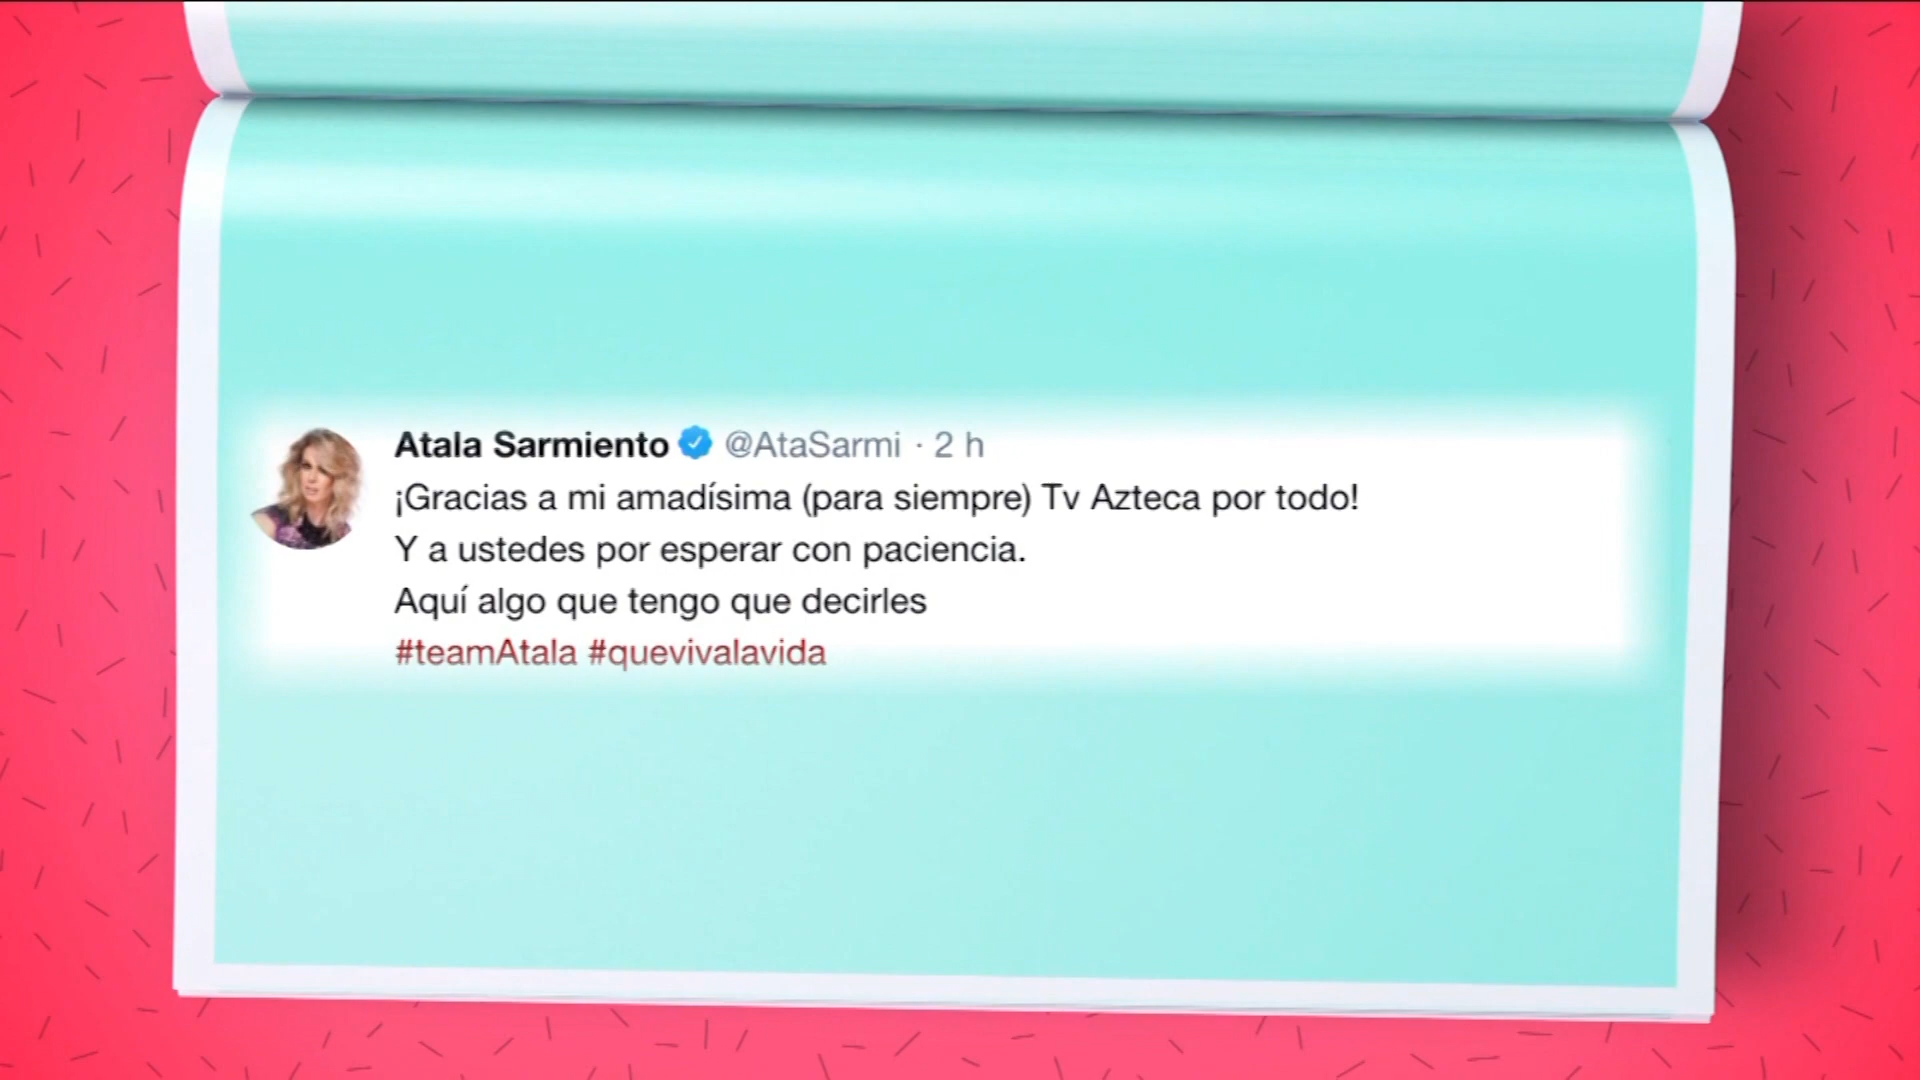 Atala Sarmiento @AtaSarmi · 2 h
¡Gracias a mi amadísima (para siempre) Tv Azteca por todo!
Y a ustedes por esperar con paciencia.
Aquí algo que tengo que decirles
#teamAtala #quevivalavida